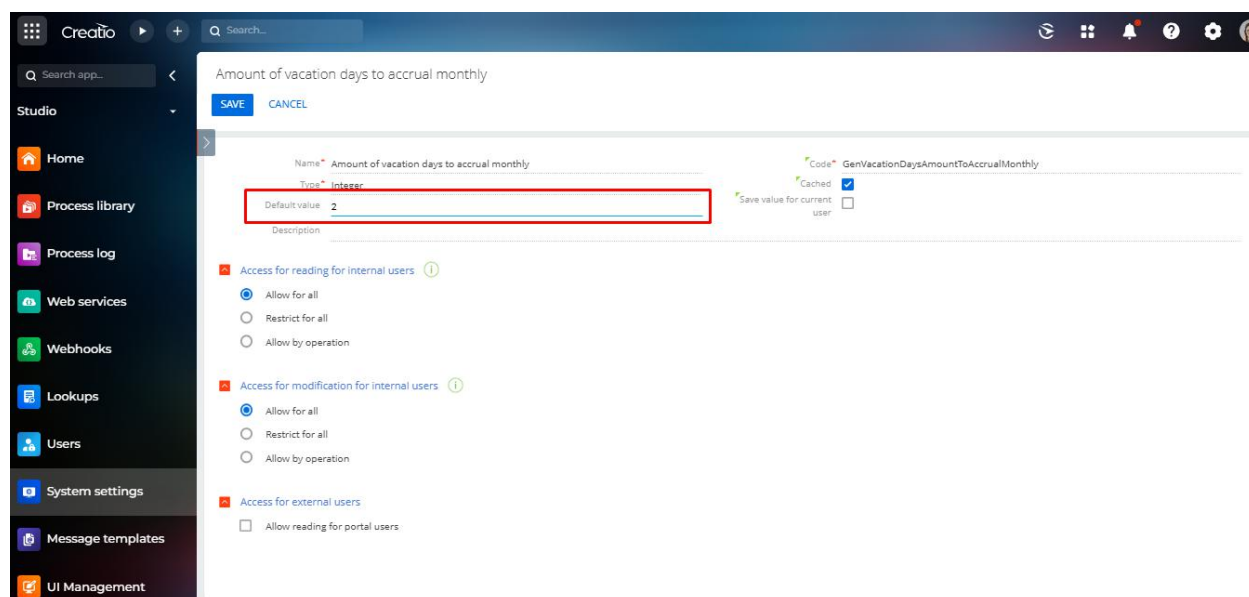 Creatio
Search...
Search app...
Studio
Home
Process library
Process log
Web services
Webhooks
Lookups
Users
System settings
Message templates
UI Management
Amount of vacation days to accrual monthly
SAVE CANCEL
Name* Amount of vacation days to accrual monthly
Type* Integer
Default value 2
Description
Code* GenVacationDaysAmountToAccrualMonthly
Cached
Save value for current
user
Access for reading for internal users i
Allow for all
Restrict for all
Allow by operation
Access for modification for internal users i
Allow for all
Restrict for all
Allow by operation
Access for external users
Allow reading for portal users